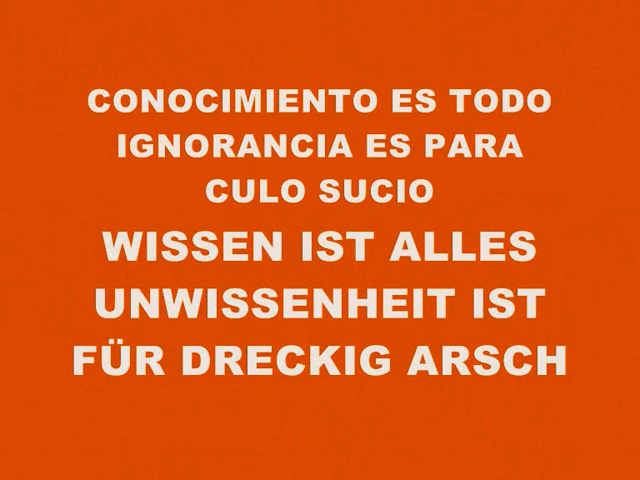 CONOCIMIENTO ES TODO
IGNORANCIA ES PARA
CULO SUCIO
WISSEN IST ALLES
UNWISSENHEIT IST
FÜR DRECKIG ARSCH